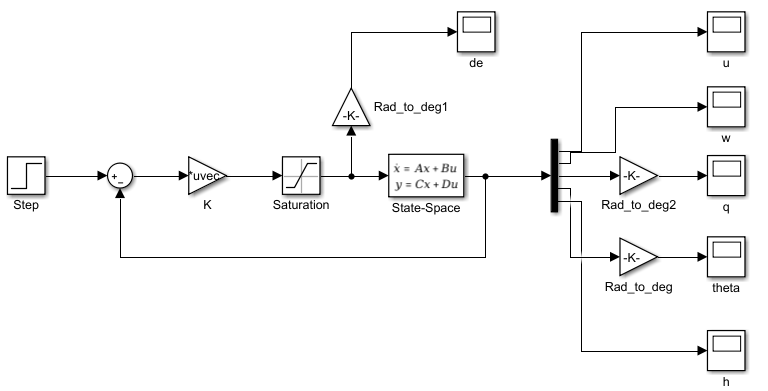 de
u
Rad_to_deg1
-K-
w
+
−
*uvec
ẋ = Ax + Bu
y = Cx + Du
-K-
Step
K
Saturation
State-Space
Rad_to_deg2
q
-K-
Rad_to_deg
theta
h